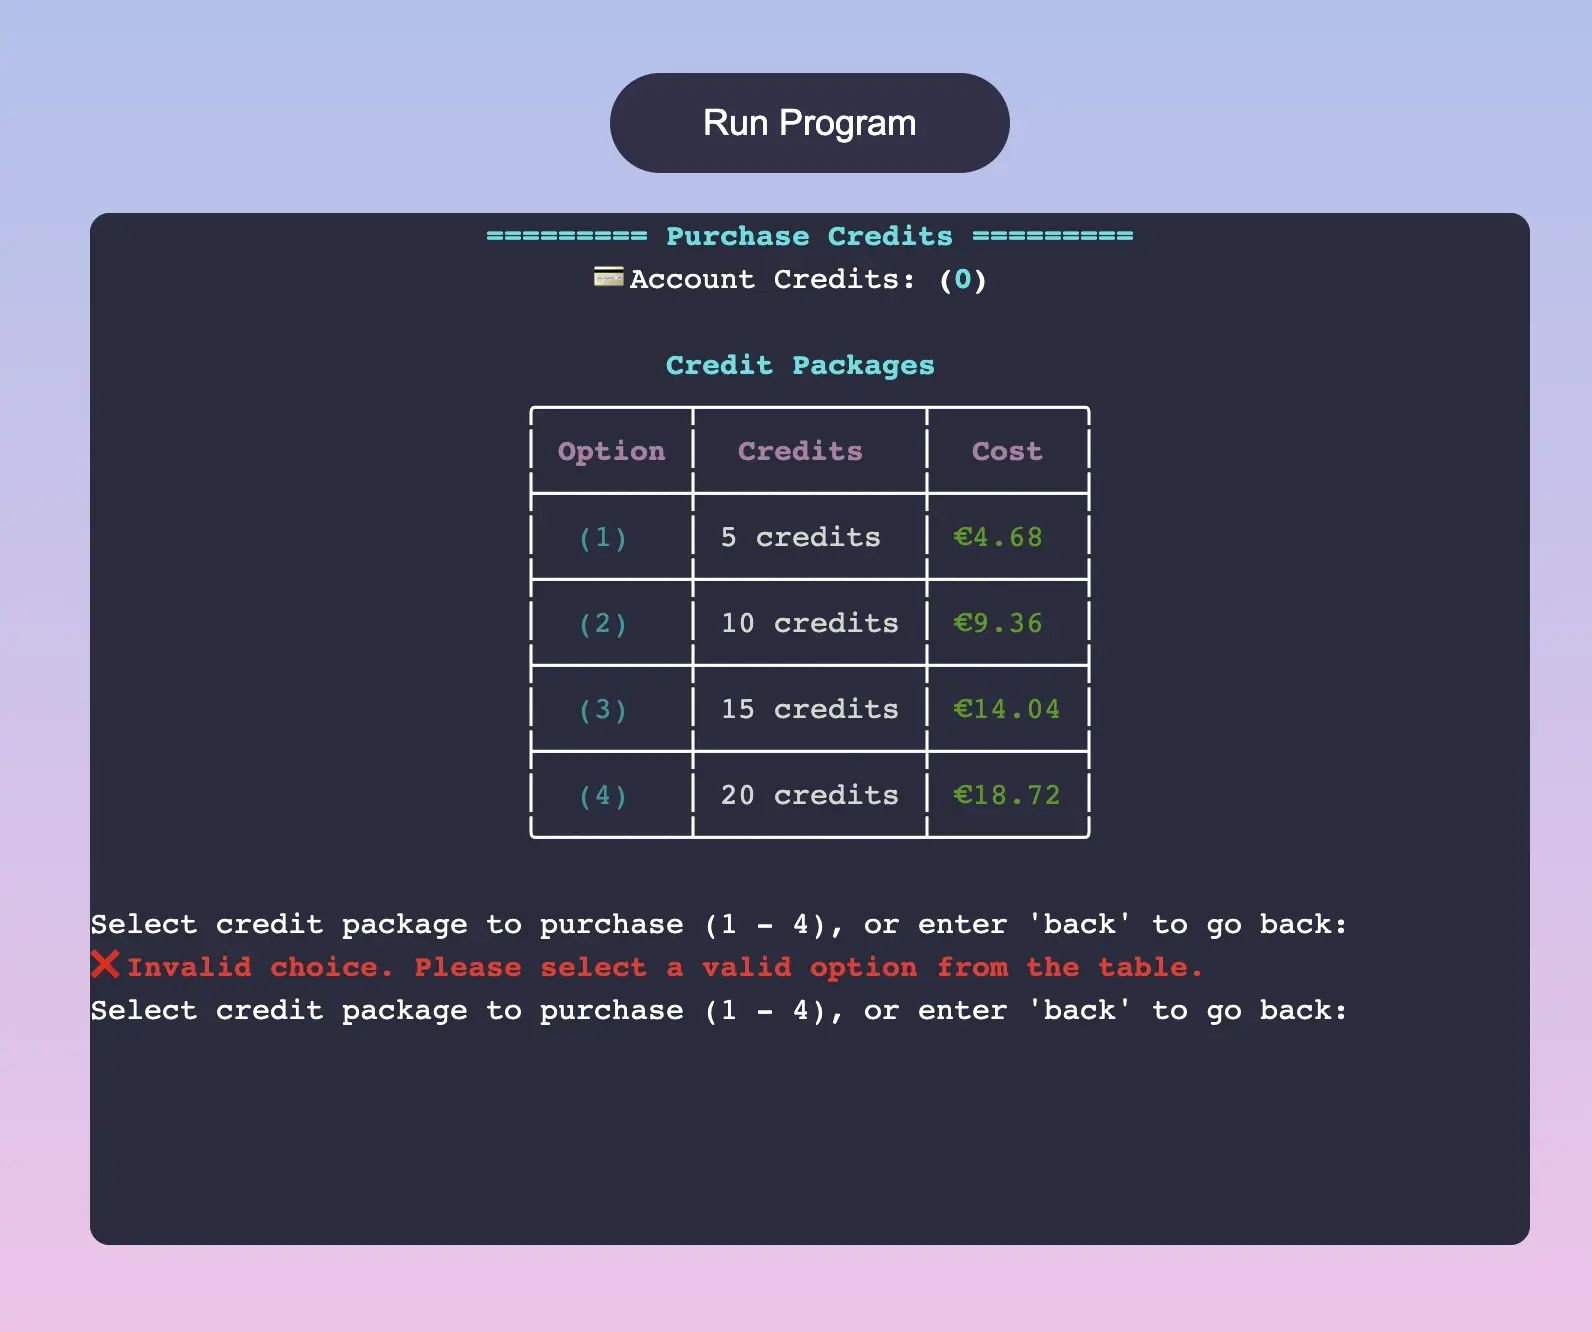 Run Program
========= Purchase Credits =========
Account Credits: (0)
Credit Packages
Option Credits Cost
(1) 5 credits €4.68
(2) 10 credits €9.36
(3) 15 credits €14.04
(4) 20 credits €18.72
Select credit package to purchase (1 - 4), or enter 'back' to go back:
❌Invalid choice. Please select a valid option from the table.
Select credit package to purchase (1 - 4), or enter 'back' to go back: